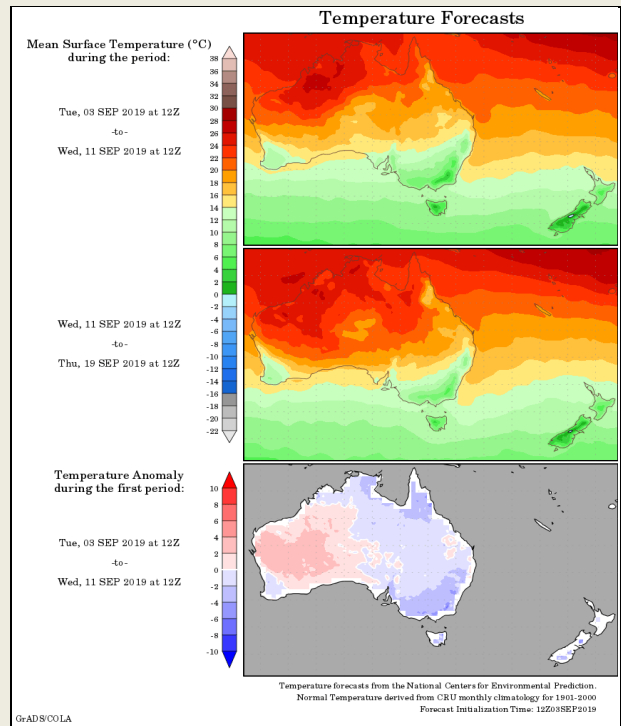 Temperature Forecasts
Mean Surface Temperature (°C)
during the period:
38
36
34
32
30
28
26
24
22
20
18
16
14
12
10
8
6
4
2
0
-2
-4
-6
-8
-10
-12
-14
-16
-18
-20
-22
Tue, 03 SEP 2019 at 12Z
-to-
Wed, 11 SEP 2019 at 12Z
Wed, 11 SEP 2019 at 12Z
-to-
Thu, 19 SEP 2019 at 12Z
Temperature Anomaly
during the first period:
10
8
6
4
2
0
-2
-4
-6
-8
-10
Tue, 03 SEP 2019 at 12Z
-to-
Wed, 11 SEP 2019 at 12Z
Temperature forecasts from the National Centers for Environmental Prediction.
Normal Temperature derived from CRU monthly climatology for 1901-2000
Forecast Initialization Time: 12Z03SEP2019
GrADS/COLA